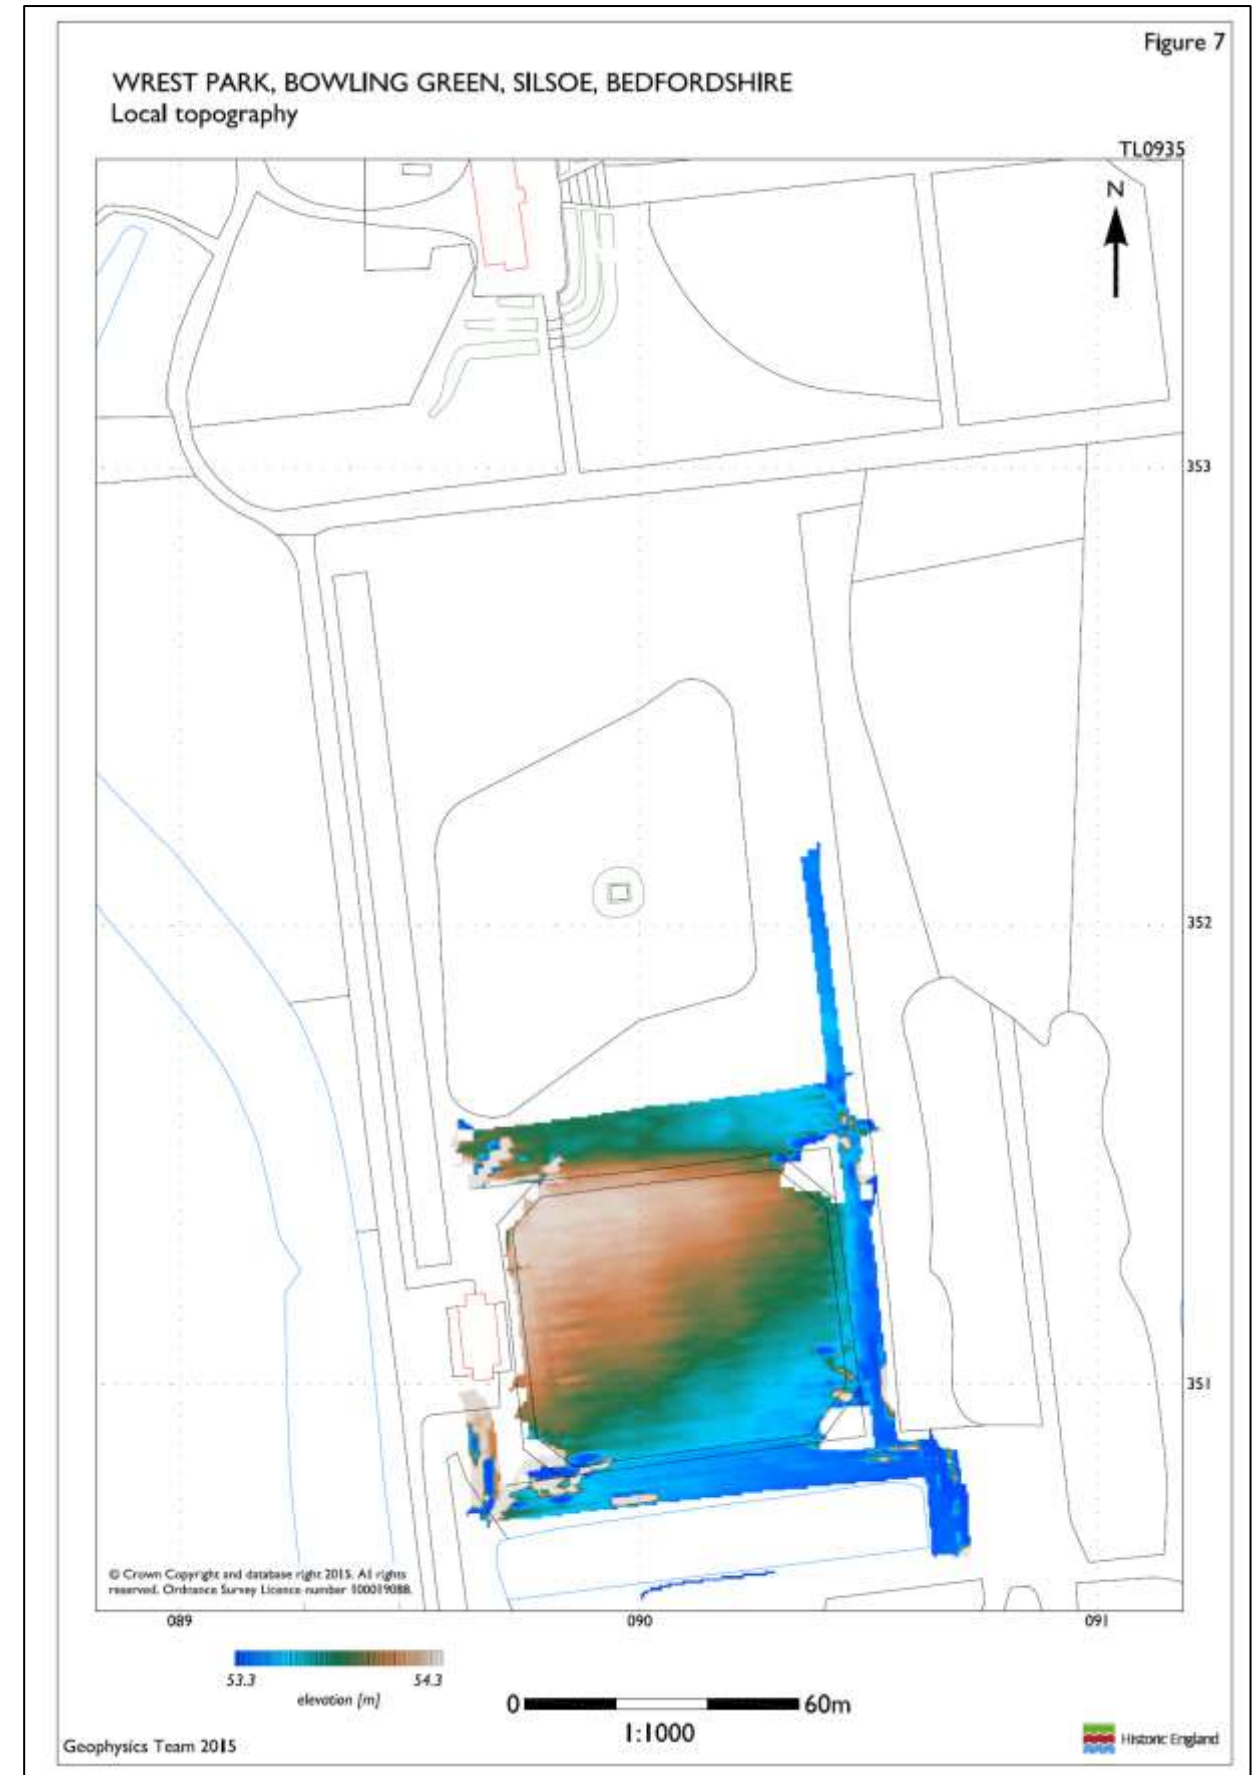 Figure 7
WREST PARK, BOWLING GREEN, SILSOE, BEDFORDSHIRE
Local topography
TL0935
N
353
352
351
© Crown Copyright and database right 2015. All rights
reserved. Ordnance Survey Licence number 100019088.
089
090
091
53.3
54.3
elevation [m]
0
60m
1:1000
Geophysics Team 2015
Historic England